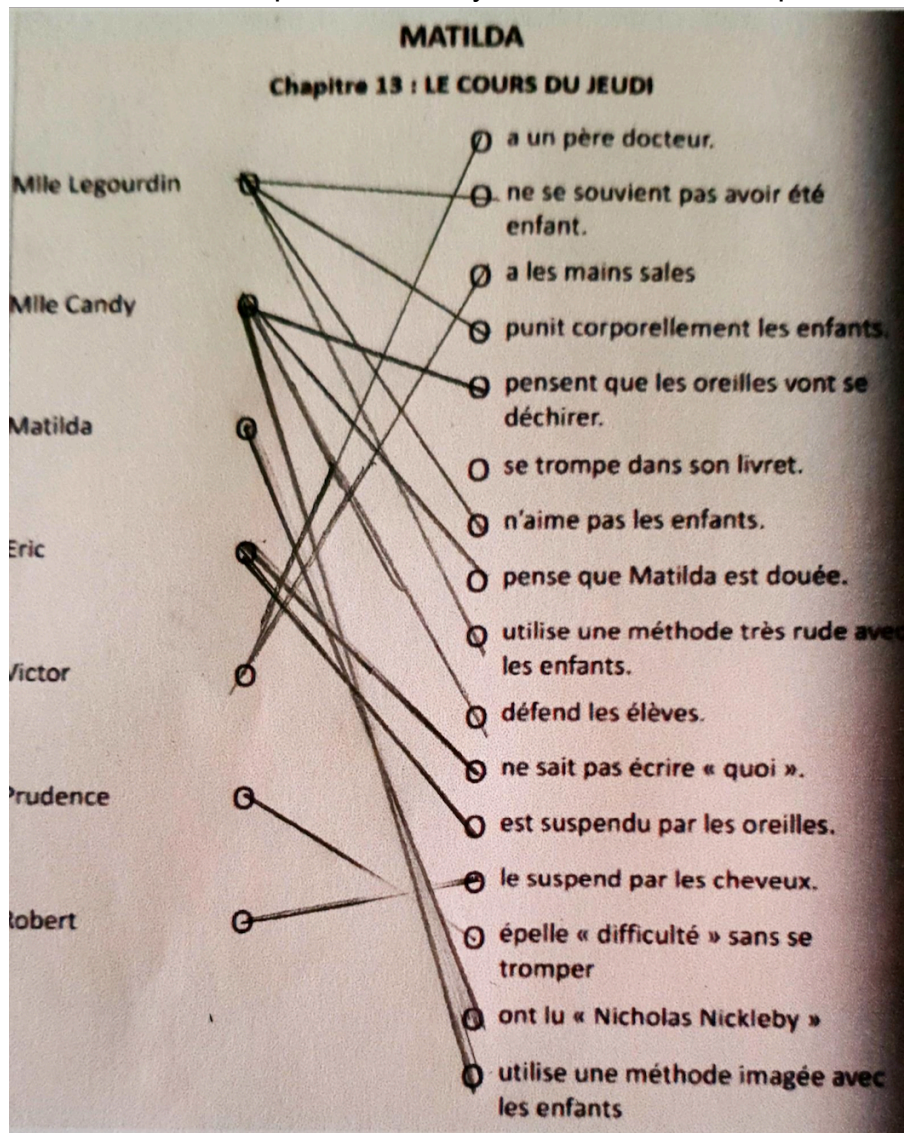 MATILDA
Chapitre 13 : LE COURS DU JEUDI
Mlle Legourdin
Mlle Candy
Matilda
Eric
Victor
Prudence
Robert
a un père docteur.
ne se souvient pas avoir été
enfant.
a les mains sales
punit corporellement les enfants.
pensent que les oreilles vont se
déchirer.
se trompe dans son livret.
n'aime pas les enfants.
pense que Matilda est douée.
utilise une méthode très rude avec
les enfants.
défend les élèves.
ne sait pas écrire « quoi ».
est suspendu par les oreilles.
le suspend par les cheveux.
épelle « difficulté » sans se
tromper
ont lu « Nicholas Nickleby »
utilise une méthode imagée avec
les enfants